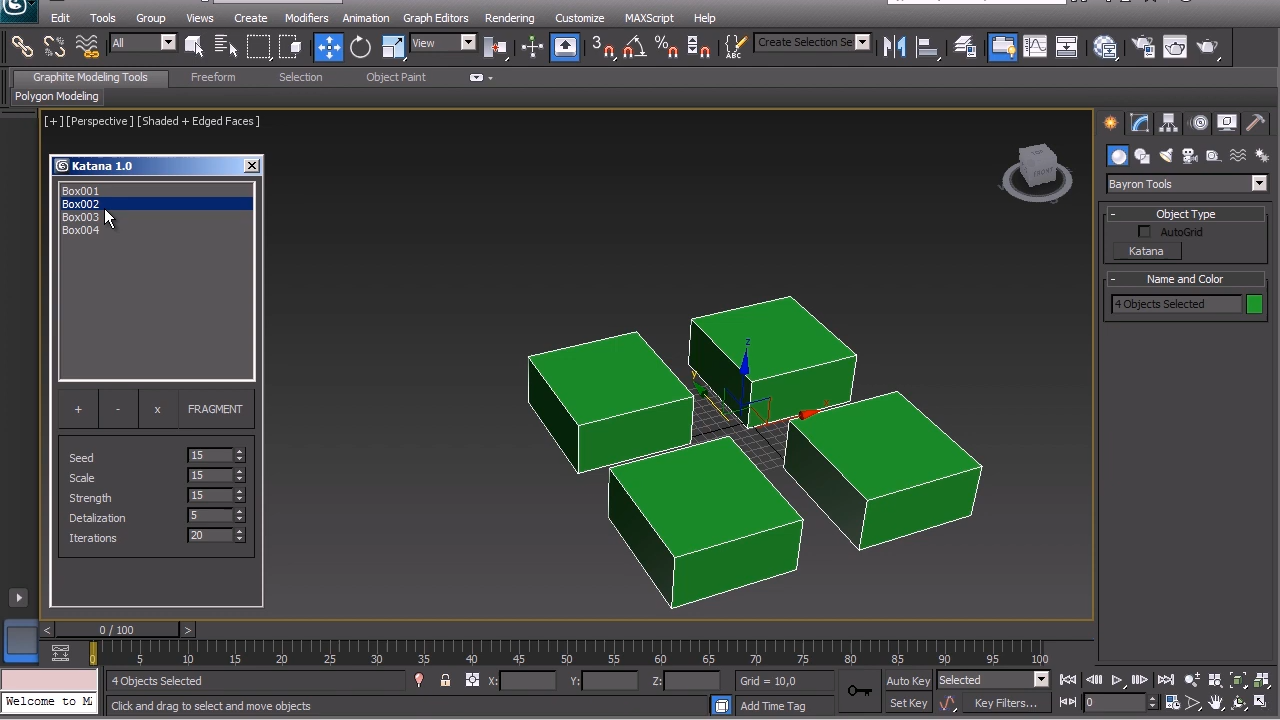 Edit Tools Group Views Create Modifiers Animation Graph Editors Rendering Customize MAXScript Help
All View 3 ABC Create Selection Se
Graphite Modeling Tools Freeform Selection Object Paint
Polygon Modeling
[+] [Perspective] [Shaded + Edged Faces]
Katana 1.0
Box001
Box002
Box003
Box004
+ - x FRAGMENT
Seed 15
Scale 15
Strength 15
Detalization 5
Iterations 20
FRONT
z
y
x
Bayron Tools
- Object Type
AutoGrid
Katana
- Name and Color
4 Objects Selected
< 0 / 100 >
0 5 10 15 20 25 30 35 40 45 50 55 60 65 70 75 80 85 90 95 100
4 Objects Selected X: Y: Z: Grid = 10,0 Auto Key Selected
Welcome to M Click and drag to select and move objects Add Time Tag Set Key Key Filters... 0